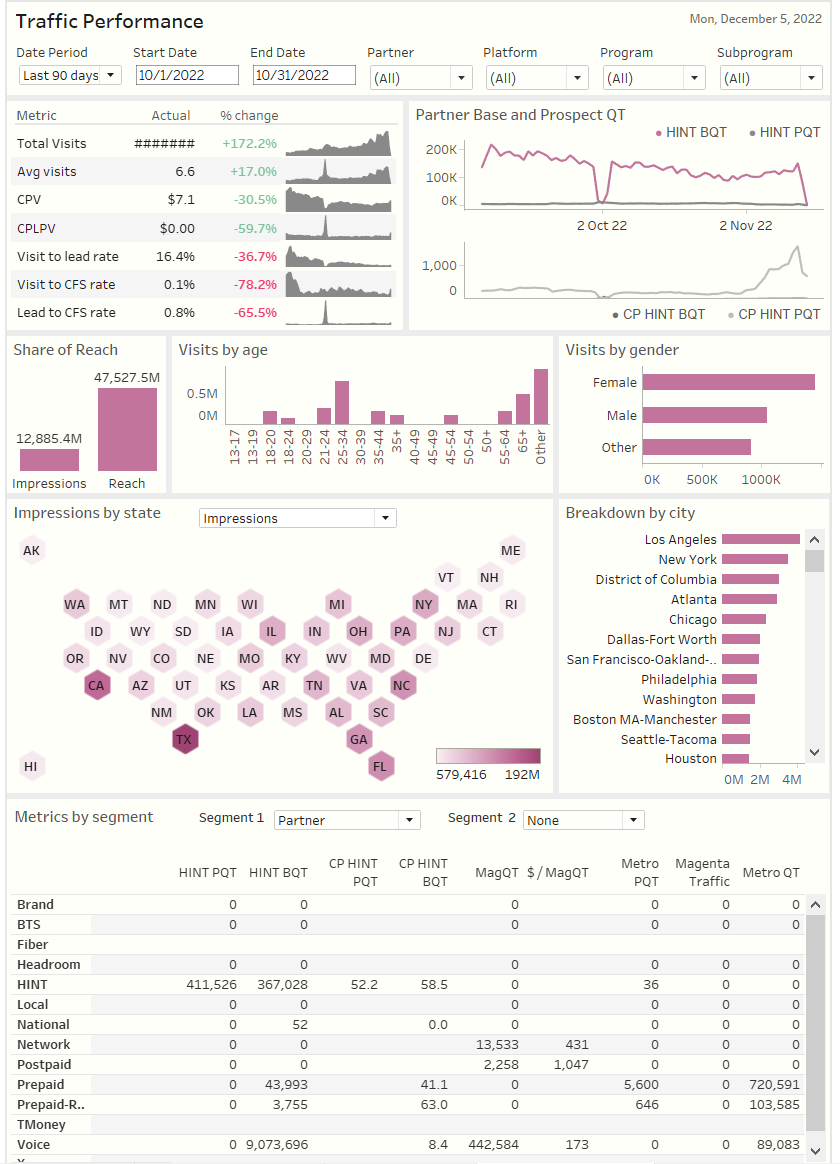 Traffic Performance
Mon, December 5, 2022
Date Period Start Date End Date Partner Platform Program Subprogram
Last 90 days 10/1/2022 10/31/2022 (All) (All) (All) (All)
Metric Actual % change
Total Visits ####### +172.2%
Avg visits 6.6 +17.0%
CPV $7.1 -30.5%
CPLPV $0.00 -59.7%
Visit to lead rate 16.4% -36.7%
Visit to CFS rate 0.1% -78.2%
Lead to CFS rate 0.8% -65.5%
Partner Base and Prospect QT
HINT BQT HINT PQT
200K
100K
0K
2 Oct 22 2 Nov 22
1,000
0
CP HINT BQT CP HINT PQT
Share of Reach
47,527.5M
12,885.4M
Impressions Reach
Visits by age
0.5M
0M
13-17 13-19 18-20 18-24 20-29 21-24 25-34 30-39 35-44 35+ 40-49 45-49 45-54 50-54 50+ 55-64 65+ Other
Visits by gender
Female
Male
Other
0K 500K 1000K
Impressions by state
Impressions
AK ME
VT NH
WA MT ND MN WI MI NY MA RI
ID WY SD IA IL IN OH PA NJ CT
OR NV CO NE MO KY WV MD DE
CA AZ UT KS AR TN VA NC
NM OK LA MS AL SC
TX GA
HI FL
579,416 192M
Breakdown by city
Los Angeles
New York
District of Columbia
Atlanta
Chicago
Dallas-Fort Worth
San Francisco-Oakland-..
Philadelphia
Washington
Boston MA-Manchester
Seattle-Tacoma
Houston
0M 2M 4M
Metrics by segment
Segment 1 Partner Segment 2 None
HINT PQT HINT BQT CP HINT PQT CP HINT BQT MagQT $ / MagQT Metro PQT Magenta Traffic Metro QT
Brand 0 0 0 0 0 0
BTS 0 0 0 0 0 0
Fiber
Headroom 0 0 0 0 0 0
HINT 411,526 367,028 52.2 58.5 0 36 0 0
Local 0 0 0 0 0 0
National 0 52 0.0 0 0 0 0
Network 0 0 13,533 431 0 0 0
Postpaid 0 0 2,258 1,047 0 0 0
Prepaid 0 43,993 41.1 0 5,600 0 720,591
Prepaid-R.. 0 3,755 63.0 0 646 0 103,585
TMoney
Voice 0 9,073,696 8.4 442,584 173 0 0 89,083